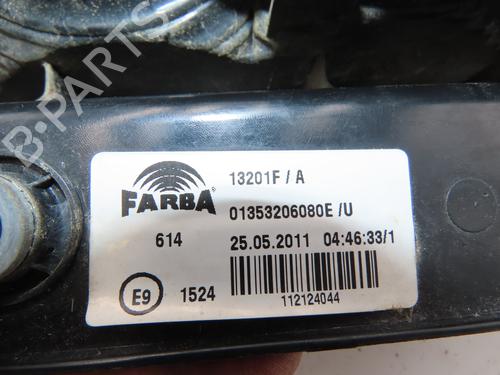 B-PARTS
FARBA
13201F / A
01353206080E /U
614
25.05.2011 04:46:33/1
E9
1524
112124044